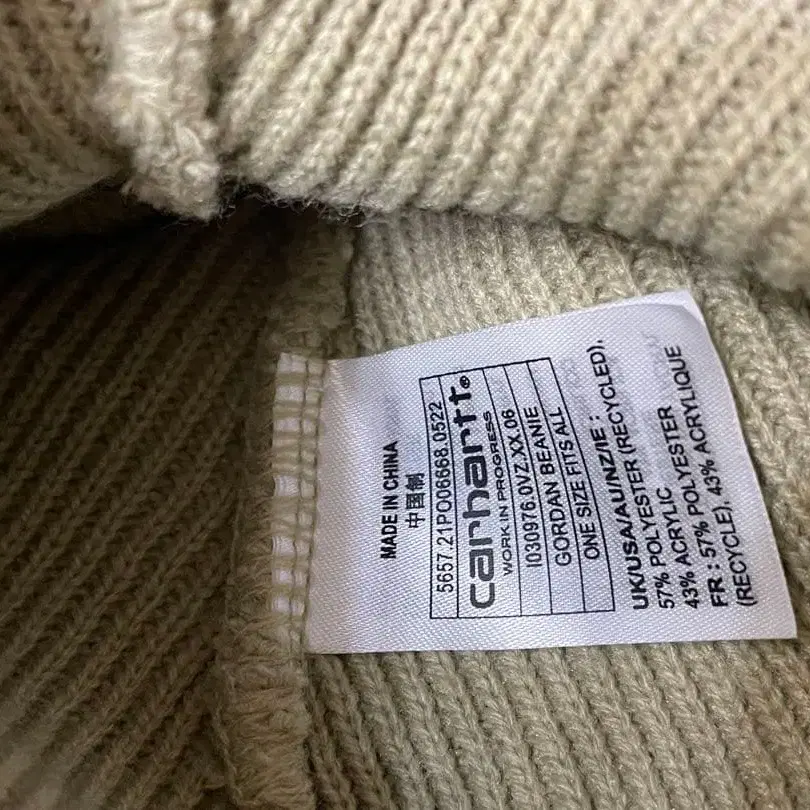 MADE IN CHINA
中国制
5657.21PO06668.0522
carhartt®
WORK IN PROGRESS
I030976.0VZ.XX.06
GORDAN BEANIE
ONE SIZE FITS ALL
UK/USA/AU/NZ/IE :
57% POLYESTER (RECYCLED),
43% ACRYLIC
FR : 57% POLYESTER
(RECYCLE), 43% ACRYLIQUE